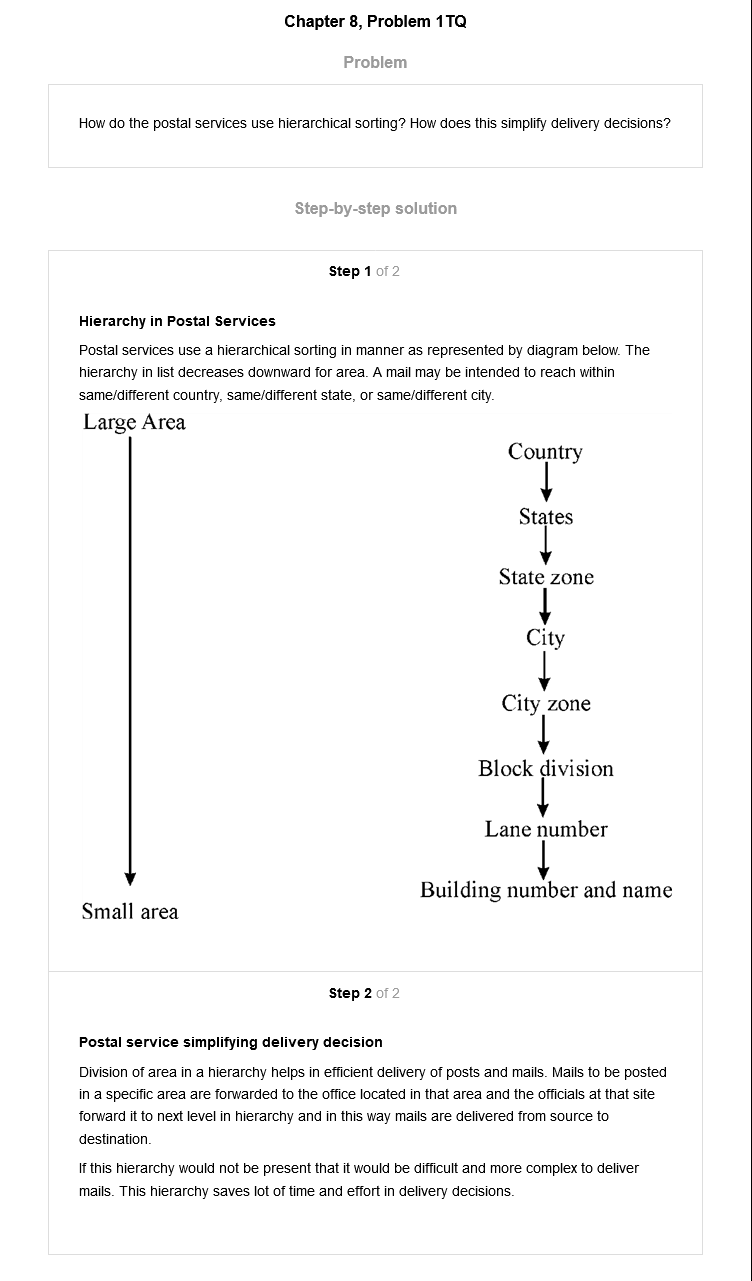 Chapter 8, Problem 1TQ
Problem
How do the postal services use hierarchical sorting? How does this simplify delivery decisions?
Step-by-step solution
Step 1 of 2
Hierarchy in Postal Services
Postal services use a hierarchical sorting in manner as represented by diagram below. The
hierarchy in list decreases downward for area. A mail may be intended to reach within
same/different country, same/different state, or same/different city.
Large Area
Country
States
State zone
City
City zone
Block division
Lane number
Building number and name
Small area
Step 2 of 2
Postal service simplifying delivery decision
Division of area in a hierarchy helps in efficient delivery of posts and mails. Mails to be posted
in a specific area are forwarded to the office located in that area and the officials at that site
forward it to next level in hierarchy and in this way mails are delivered from source to
destination.
If this hierarchy would not be present that it would be difficult and more complex to deliver
mails. This hierarchy saves lot of time and effort in delivery decisions.